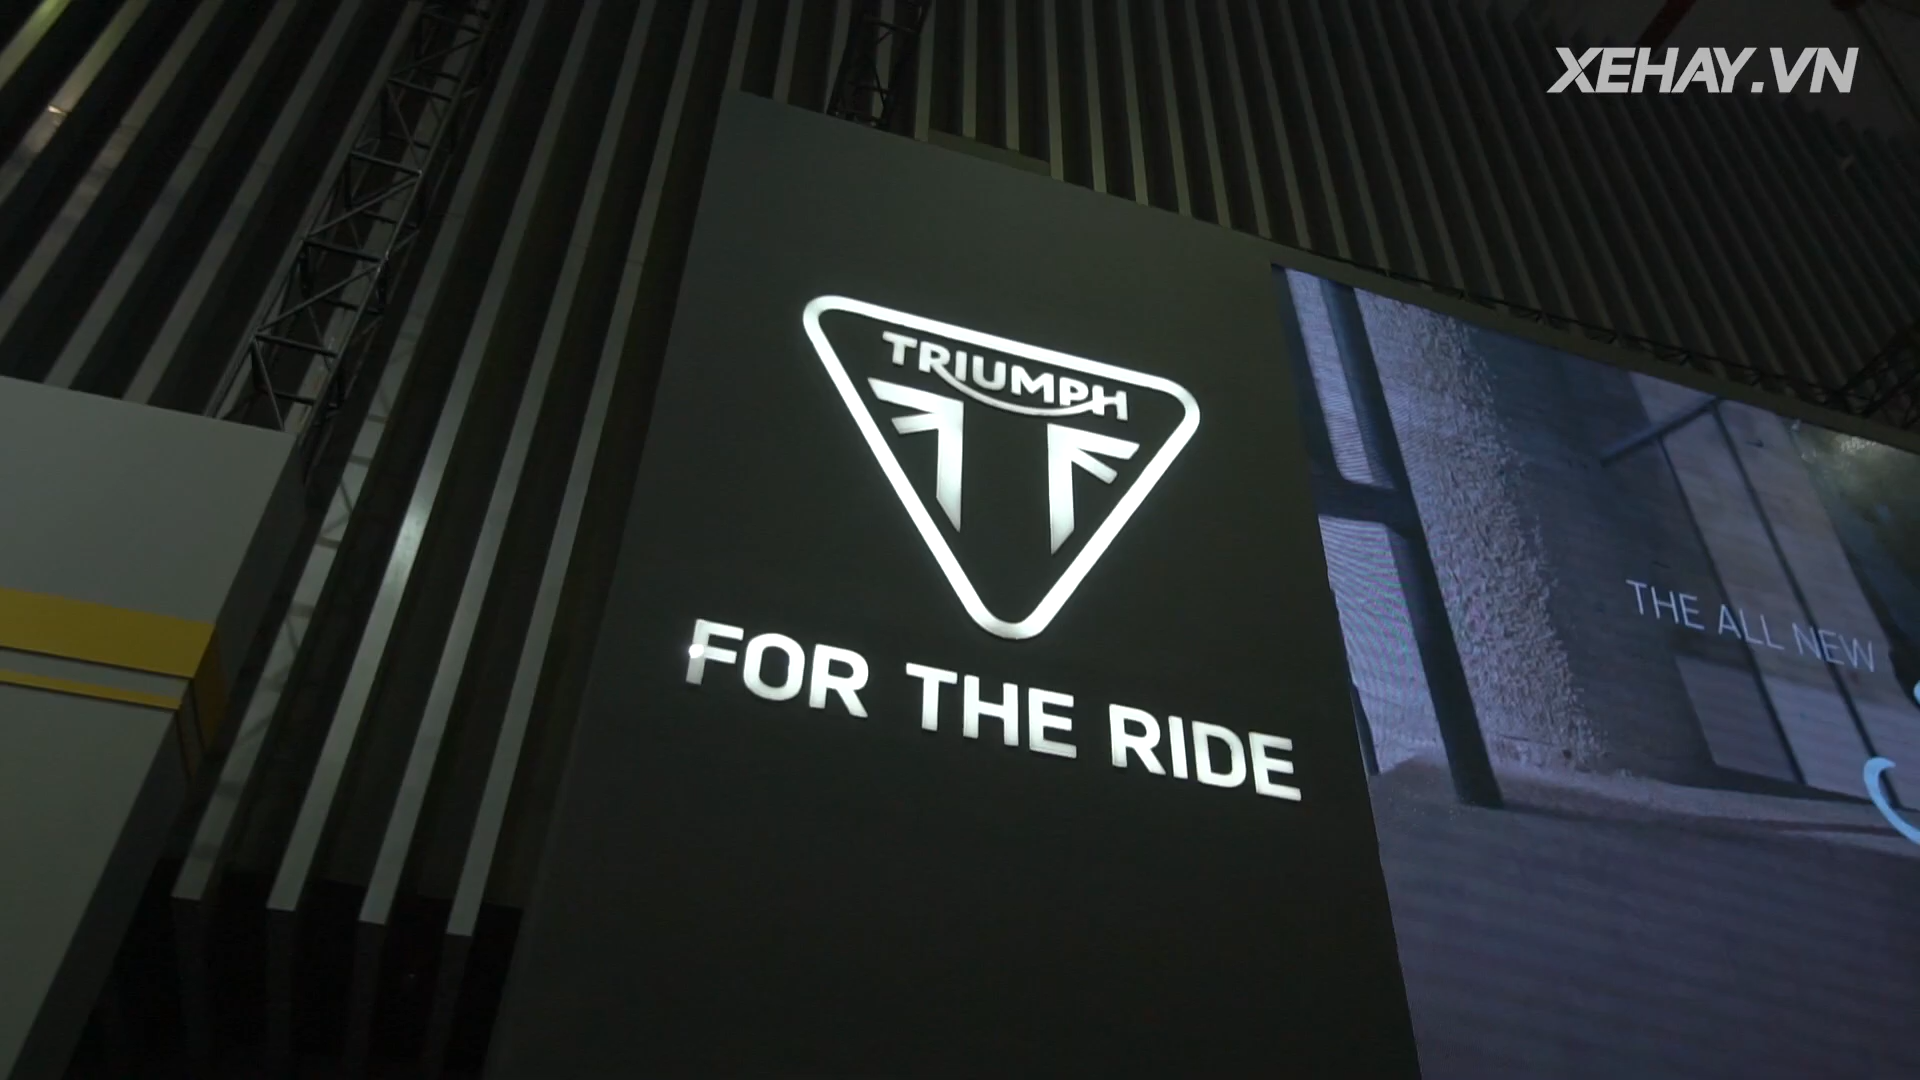 XEHAY.VN
TRIUMPH
FOR THE RIDE
THE ALL NEW